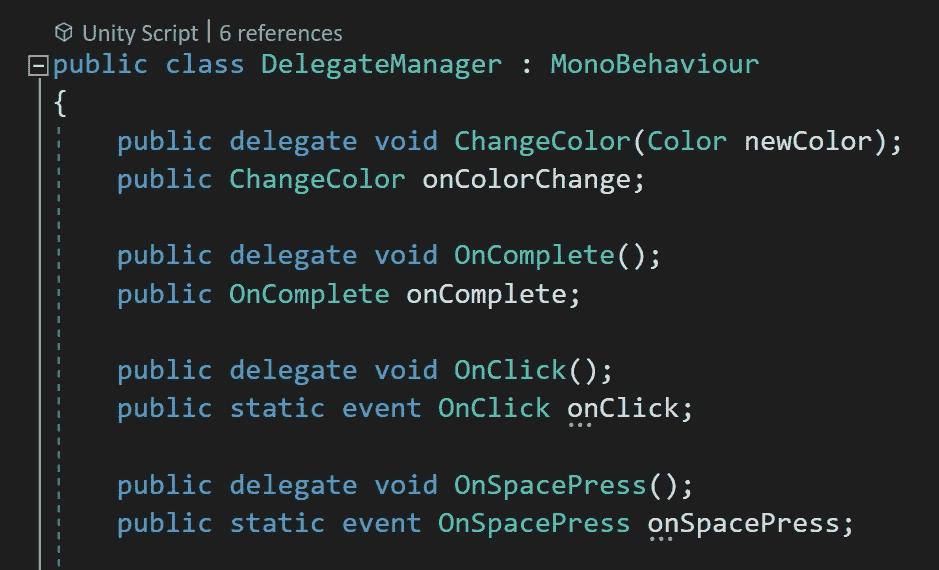 Unity Script | 6 references
public class DelegateManager : MonoBehaviour
{
public delegate void ChangeColor(Color newColor);
public ChangeColor onColorChange;
public delegate void OnComplete();
public OnComplete onComplete;
public delegate void OnClick();
public static event OnClick onClick;
public delegate void OnSpacePress();
public static event OnSpacePress onSpacePress;